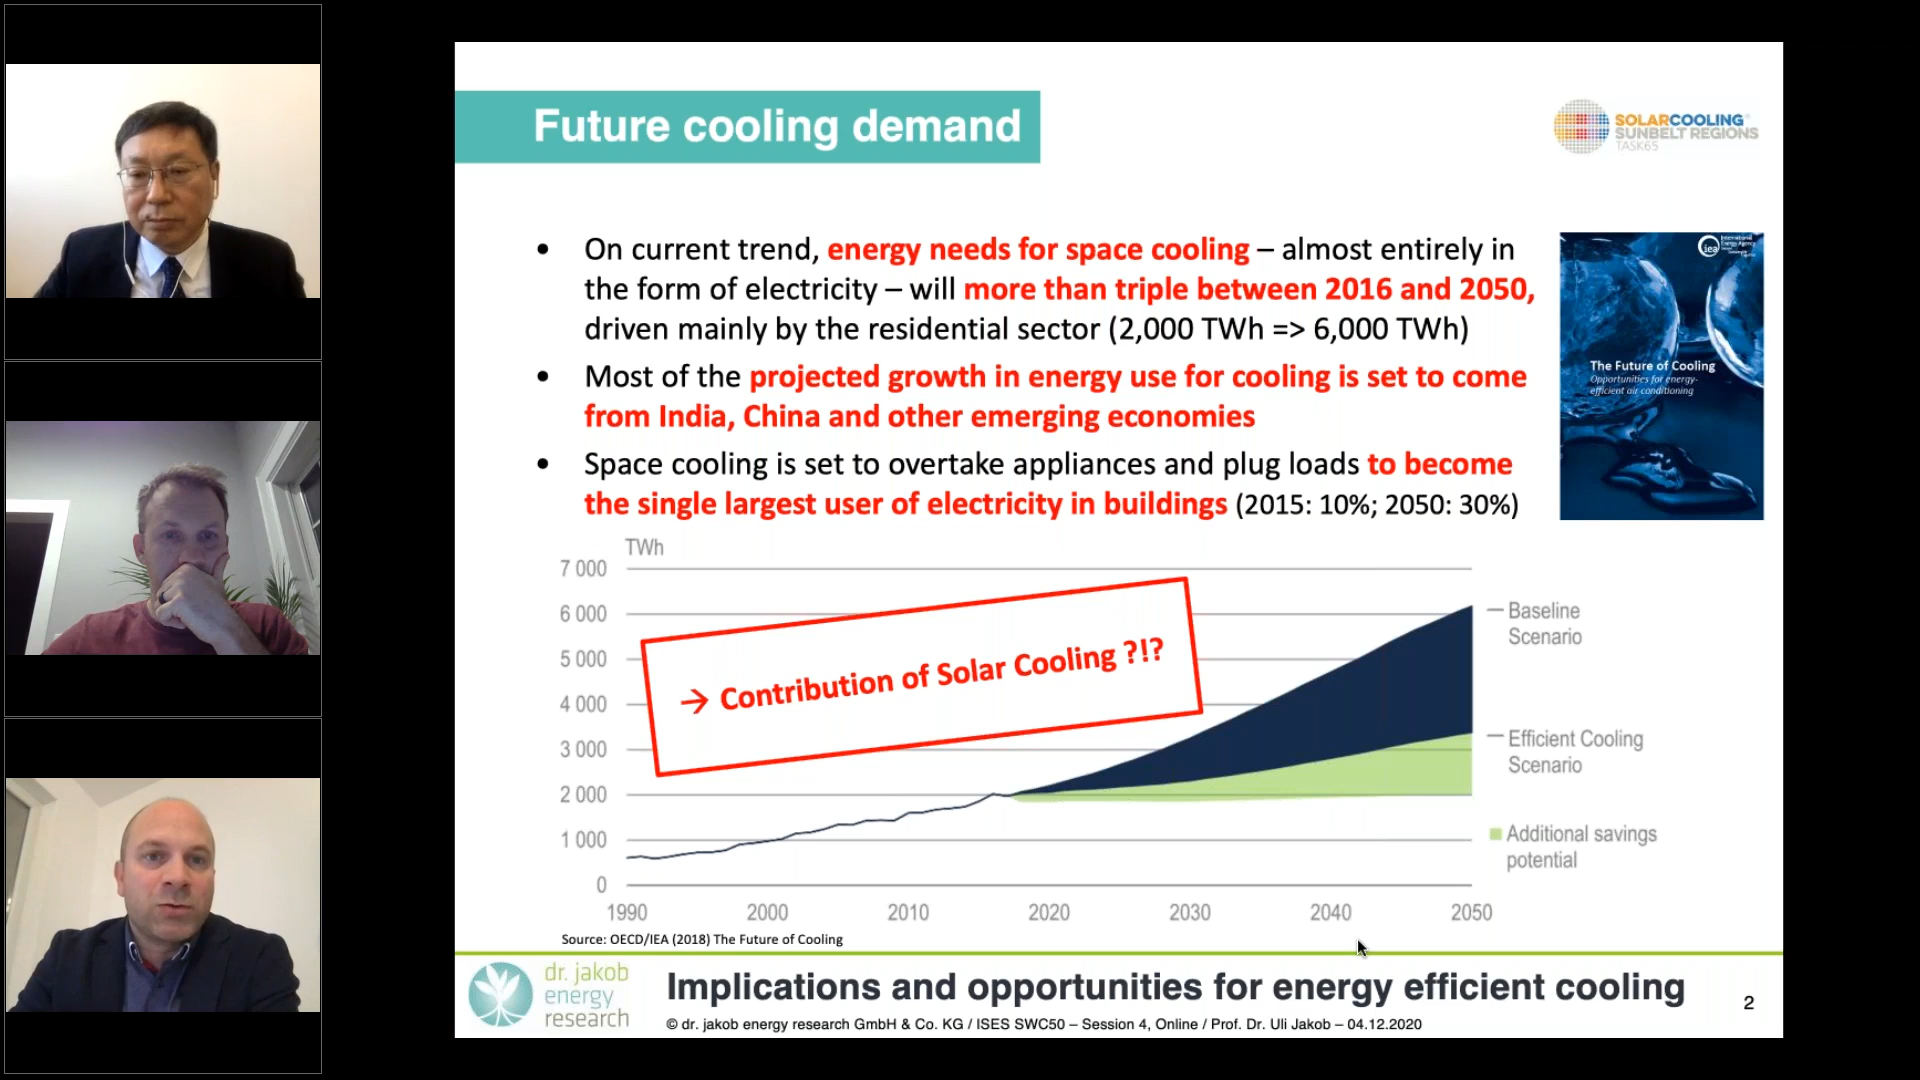 Future cooling demand
SOLARCOOLING
SUNBELT REGIONS
TASK65
• On current trend, energy needs for space cooling – almost entirely in
the form of electricity – will more than triple between 2016 and 2050,
driven mainly by the residential sector (2,000 TWh => 6,000 TWh)
• Most of the projected growth in energy use for cooling is set to come
from India, China and other emerging economies
• Space cooling is set to overtake appliances and plug loads to become
the single largest user of electricity in buildings (2015: 10%; 2050: 30%)
iea
International
Energy Agency
The Future of Cooling
Opportunities for energy-
efficient air conditioning
TWh
7 000
6 000
5 000
4 000
3 000
2 000
1 000
0
→ Contribution of Solar Cooling ?!?
Baseline
Scenario
Efficient Cooling
Scenario
Additional savings
potential
1990 2000 2010 2020 2030 2040 2050
Source: OECD/IEA (2018) The Future of Cooling
dr. jakob
energy
research
Implications and opportunities for energy efficient cooling
© dr. jakob energy research GmbH & Co. KG / ISES SWC50 – Session 4, Online / Prof. Dr. Uli Jakob – 04.12.2020
2